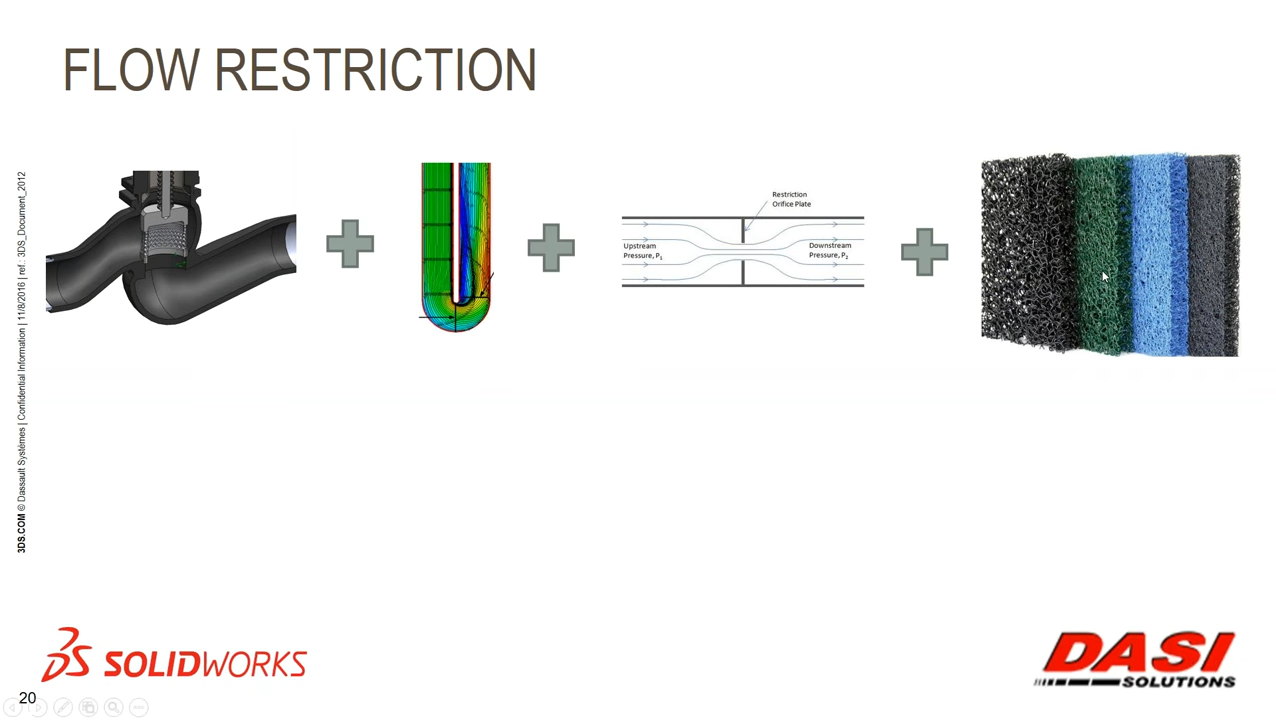 FLOW RESTRICTION
3DS.COM © Dassault Systèmes | Confidential Information | 11/8/2016 | ref.: 3DS_Document_2012
Restriction
Orifice Plate
Upstream
Pressure, P₁
Downstream
Pressure, P₂
3DS SOLIDWORKS
DASI
SOLUTIONS
20